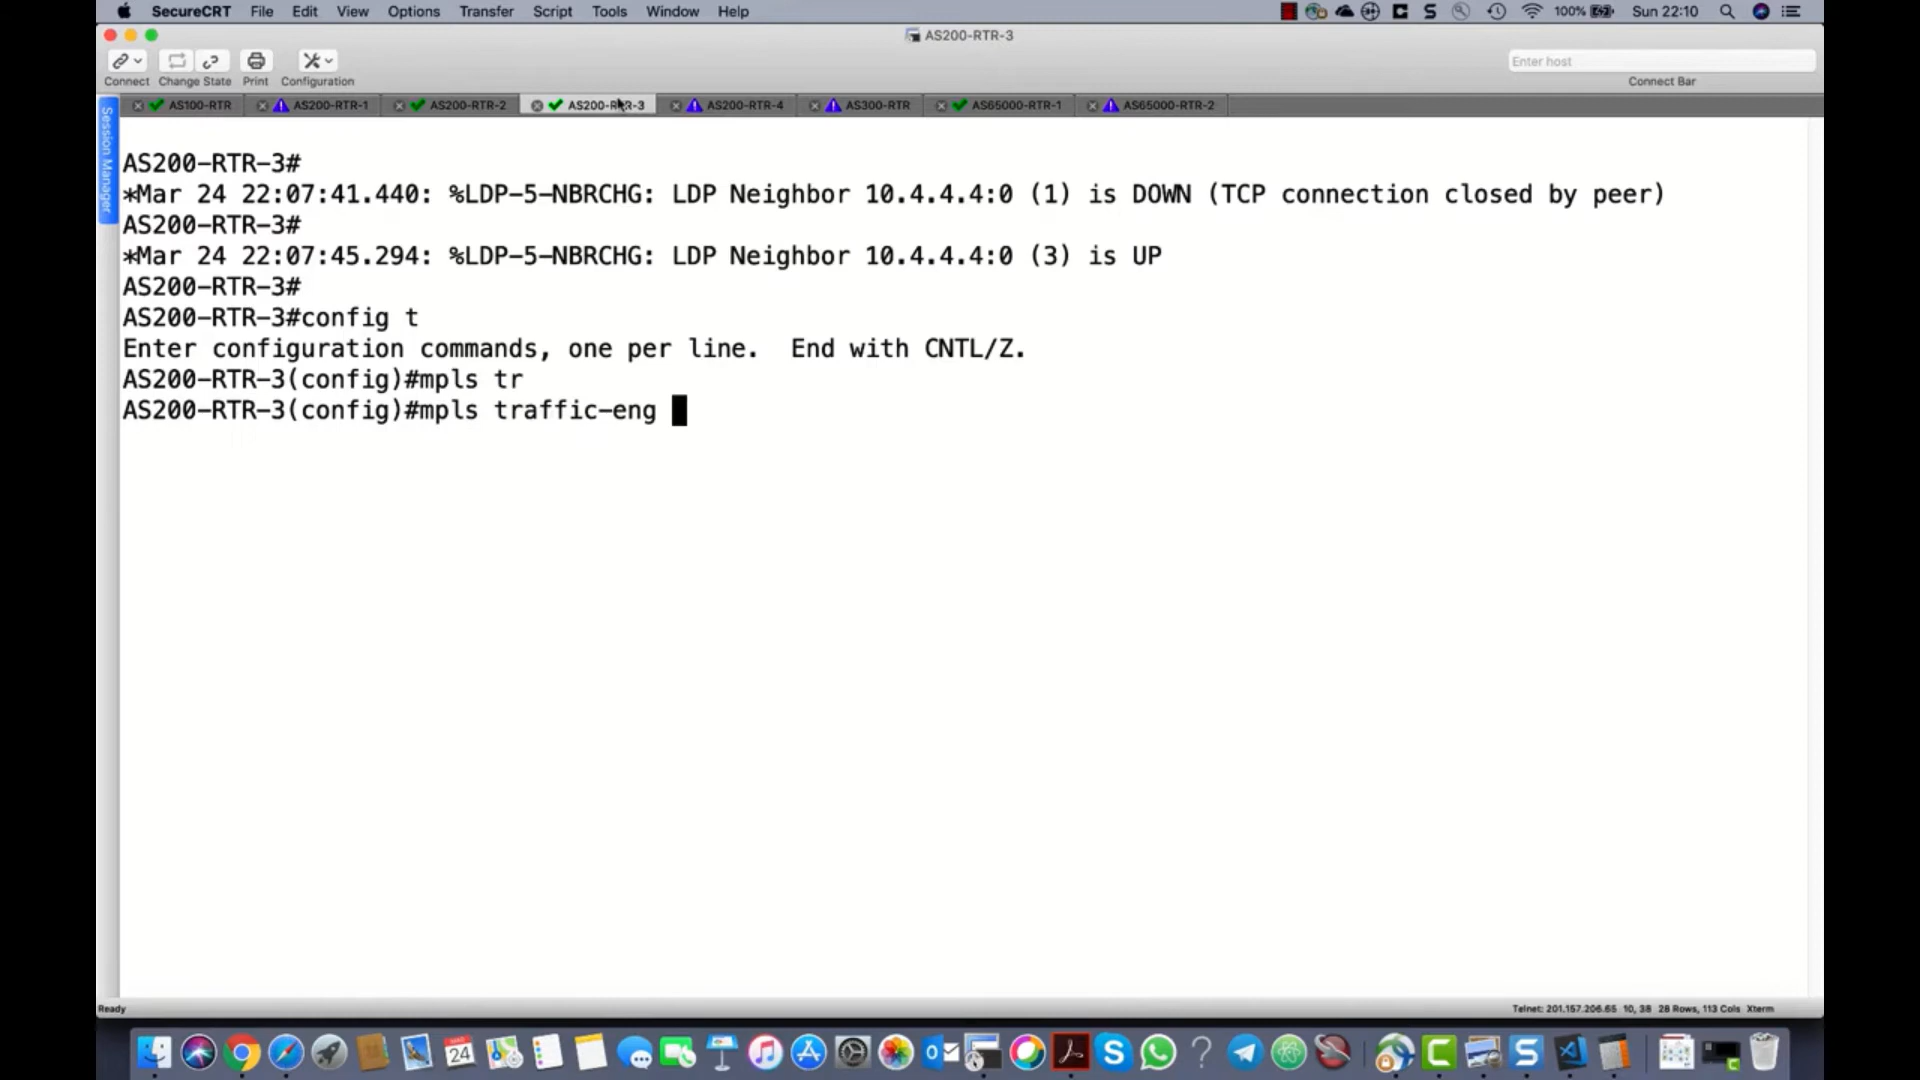 SecureCRT File Edit View Options Transfer Script Tools Window Help 100% Sun 22:10
AS200-RTR-3
Enter host
Connect Change State Print Configuration Connect Bar
AS100-RTR AS200-RTR-1 AS200-RTR-2 AS200-RTR-3 AS200-RTR-4 AS300-RTR AS65000-RTR-1 AS65000-RTR-2
Session Manager
AS200-RTR-3#
*Mar 24 22:07:41.440: %LDP-5-NBRCHG: LDP Neighbor 10.4.4.4:0 (1) is DOWN (TCP connection closed by peer)
AS200-RTR-3#
*Mar 24 22:07:45.294: %LDP-5-NBRCHG: LDP Neighbor 10.4.4.4:0 (3) is UP
AS200-RTR-3#
AS200-RTR-3#config t
Enter configuration commands, one per line.  End with CNTL/Z.
AS200-RTR-3(config)#mpls tr
AS200-RTR-3(config)#mpls traffic-eng
Ready Telnet: 201.157.206.65 10, 38 28 Rows, 113 Cols Xterm
24